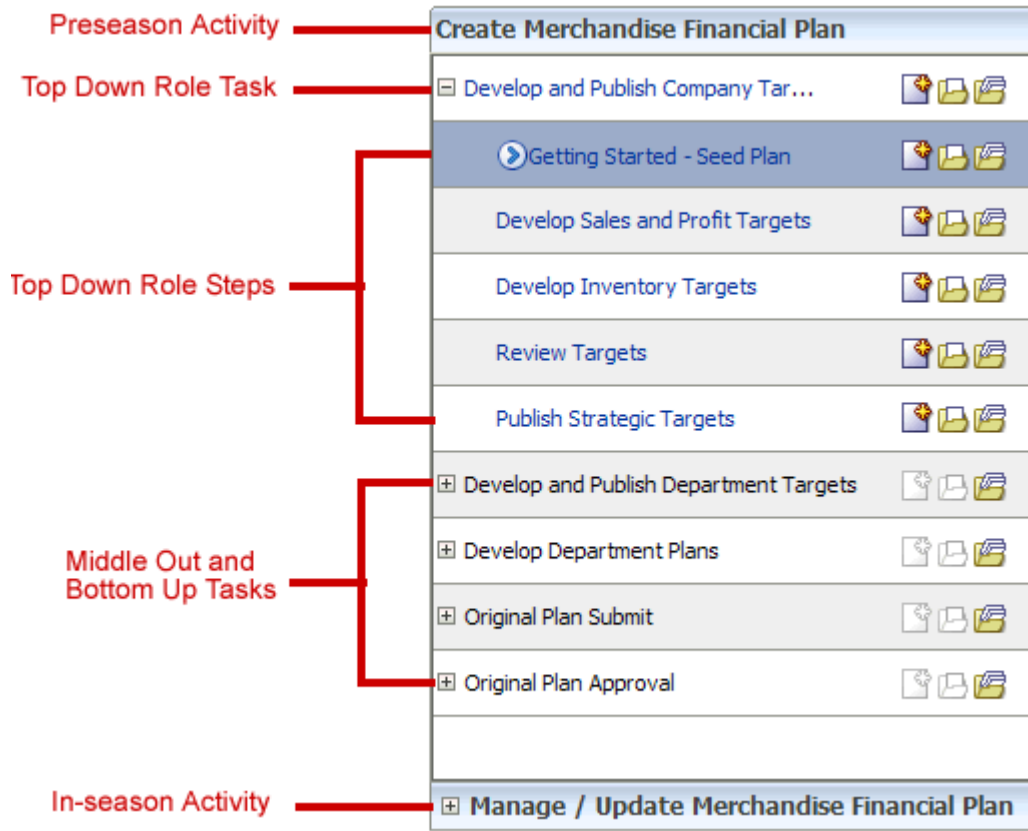 Preseason Activity
Create Merchandise Financial Plan
Top Down Role Task
Develop and Publish Company Tar...
Getting Started - Seed Plan
Develop Sales and Profit Targets
Top Down Role Steps
Develop Inventory Targets
Review Targets
Publish Strategic Targets
Develop and Publish Department Targets
Middle Out and
Bottom Up Tasks
Develop Department Plans
Original Plan Submit
Original Plan Approval
In-season Activity
Manage / Update Merchandise Financial Plan